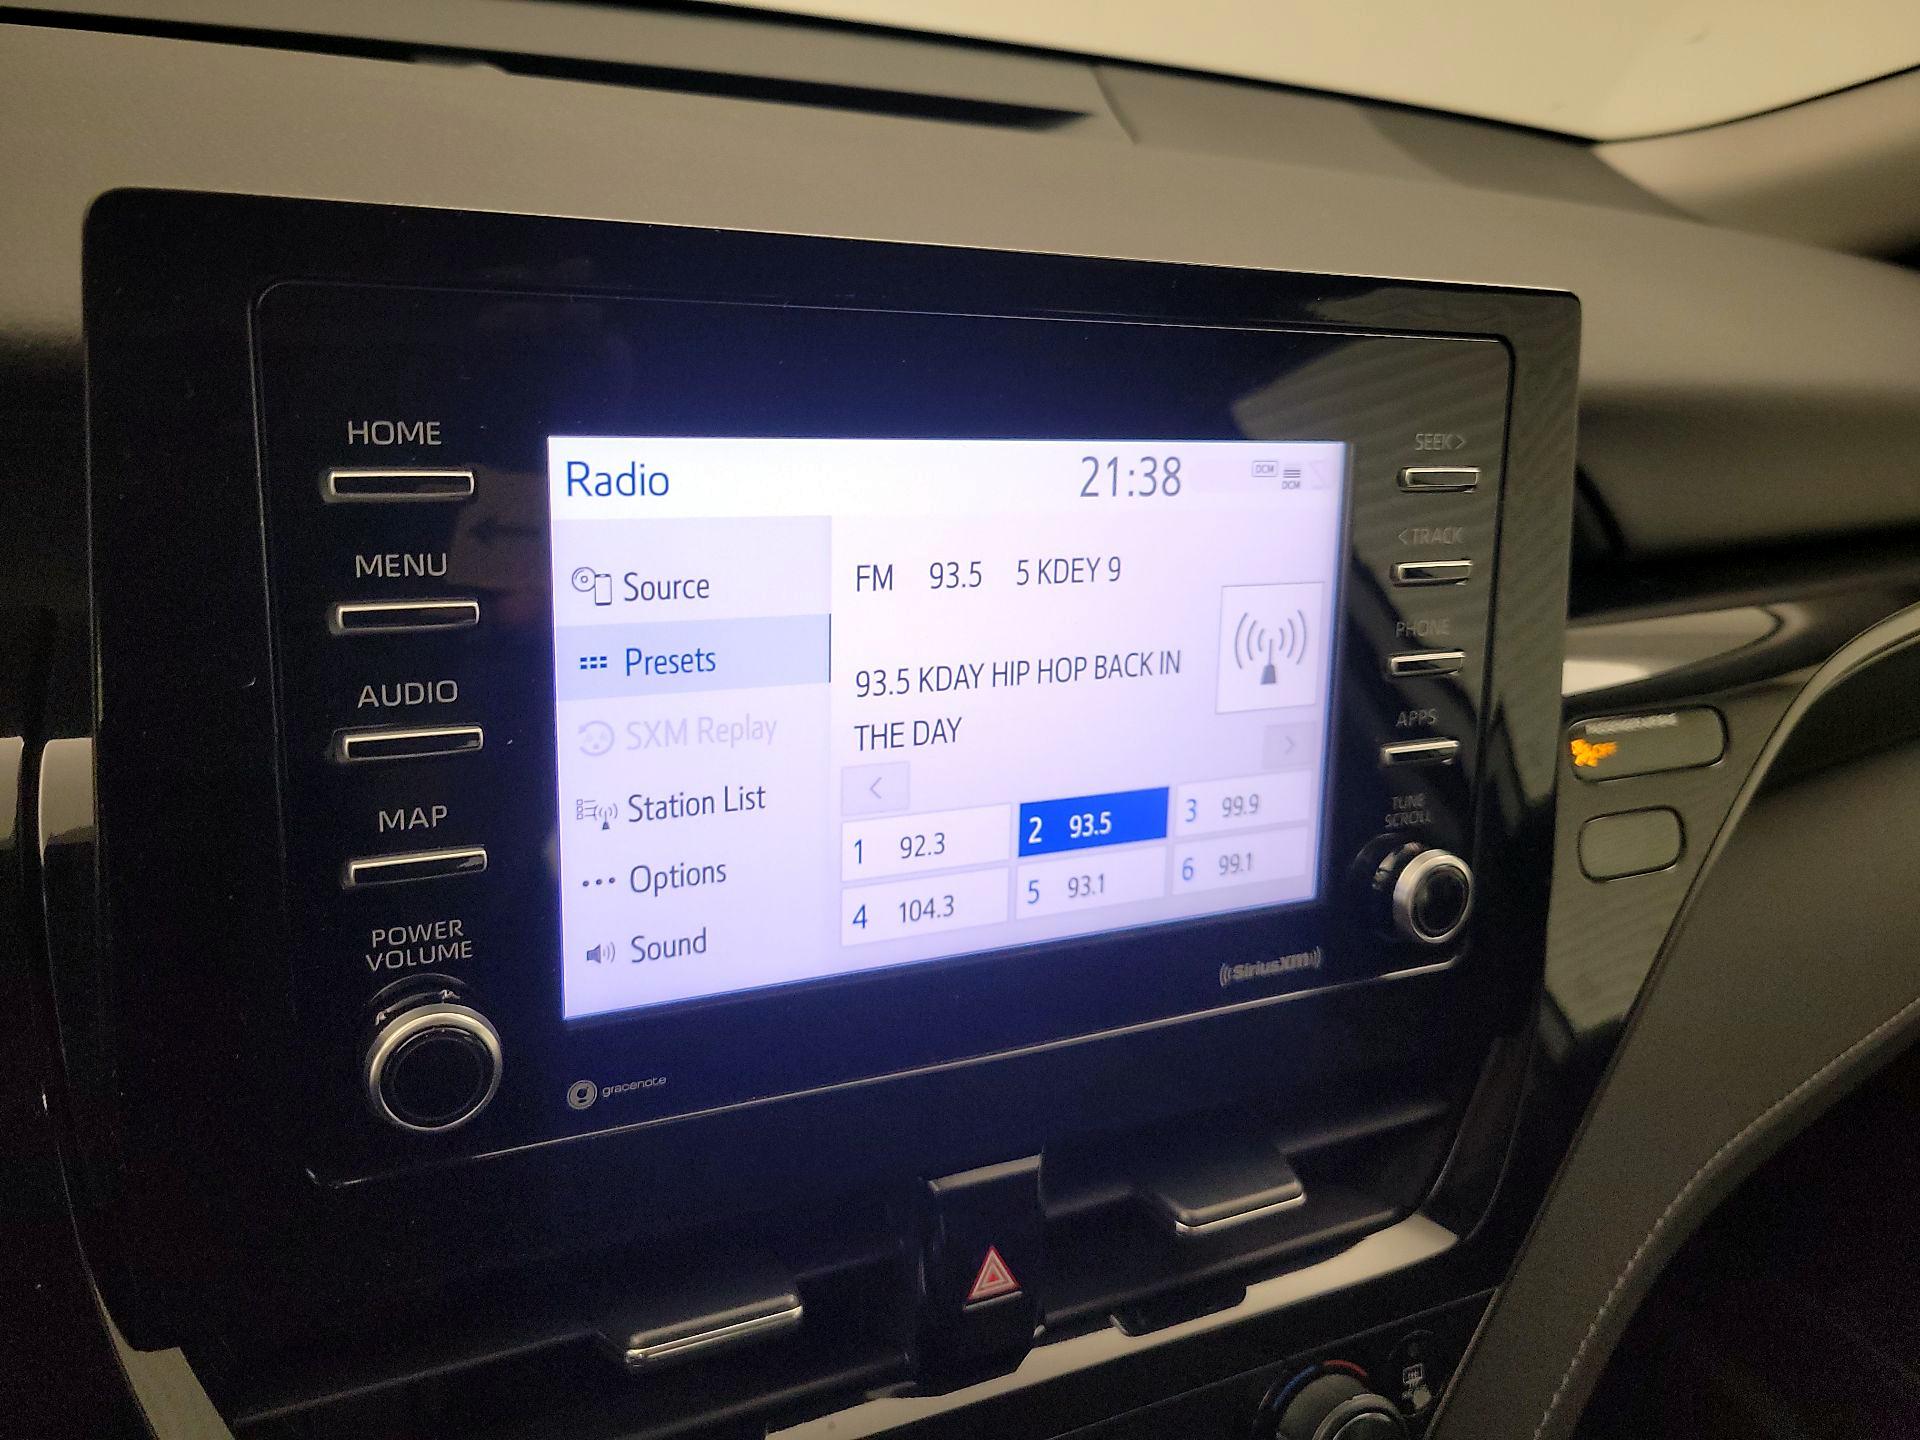 HOME
MENU
AUDIO
MAP
POWER
VOLUME
Radio
21:38
DCM
DCM
Source
Presets
SXM Replay
Station List
Options
Sound
FM 93.5 5 KDEY 9
93.5 KDAY HIP HOP BACK IN
THE DAY
<
>
1 92.3
2 93.5
3 99.9
4 104.3
5 93.1
6 99.1
SEEK >
< TRACK
PHONE
APPS
TUNE
SCROLL
SiriusXM
gracenote